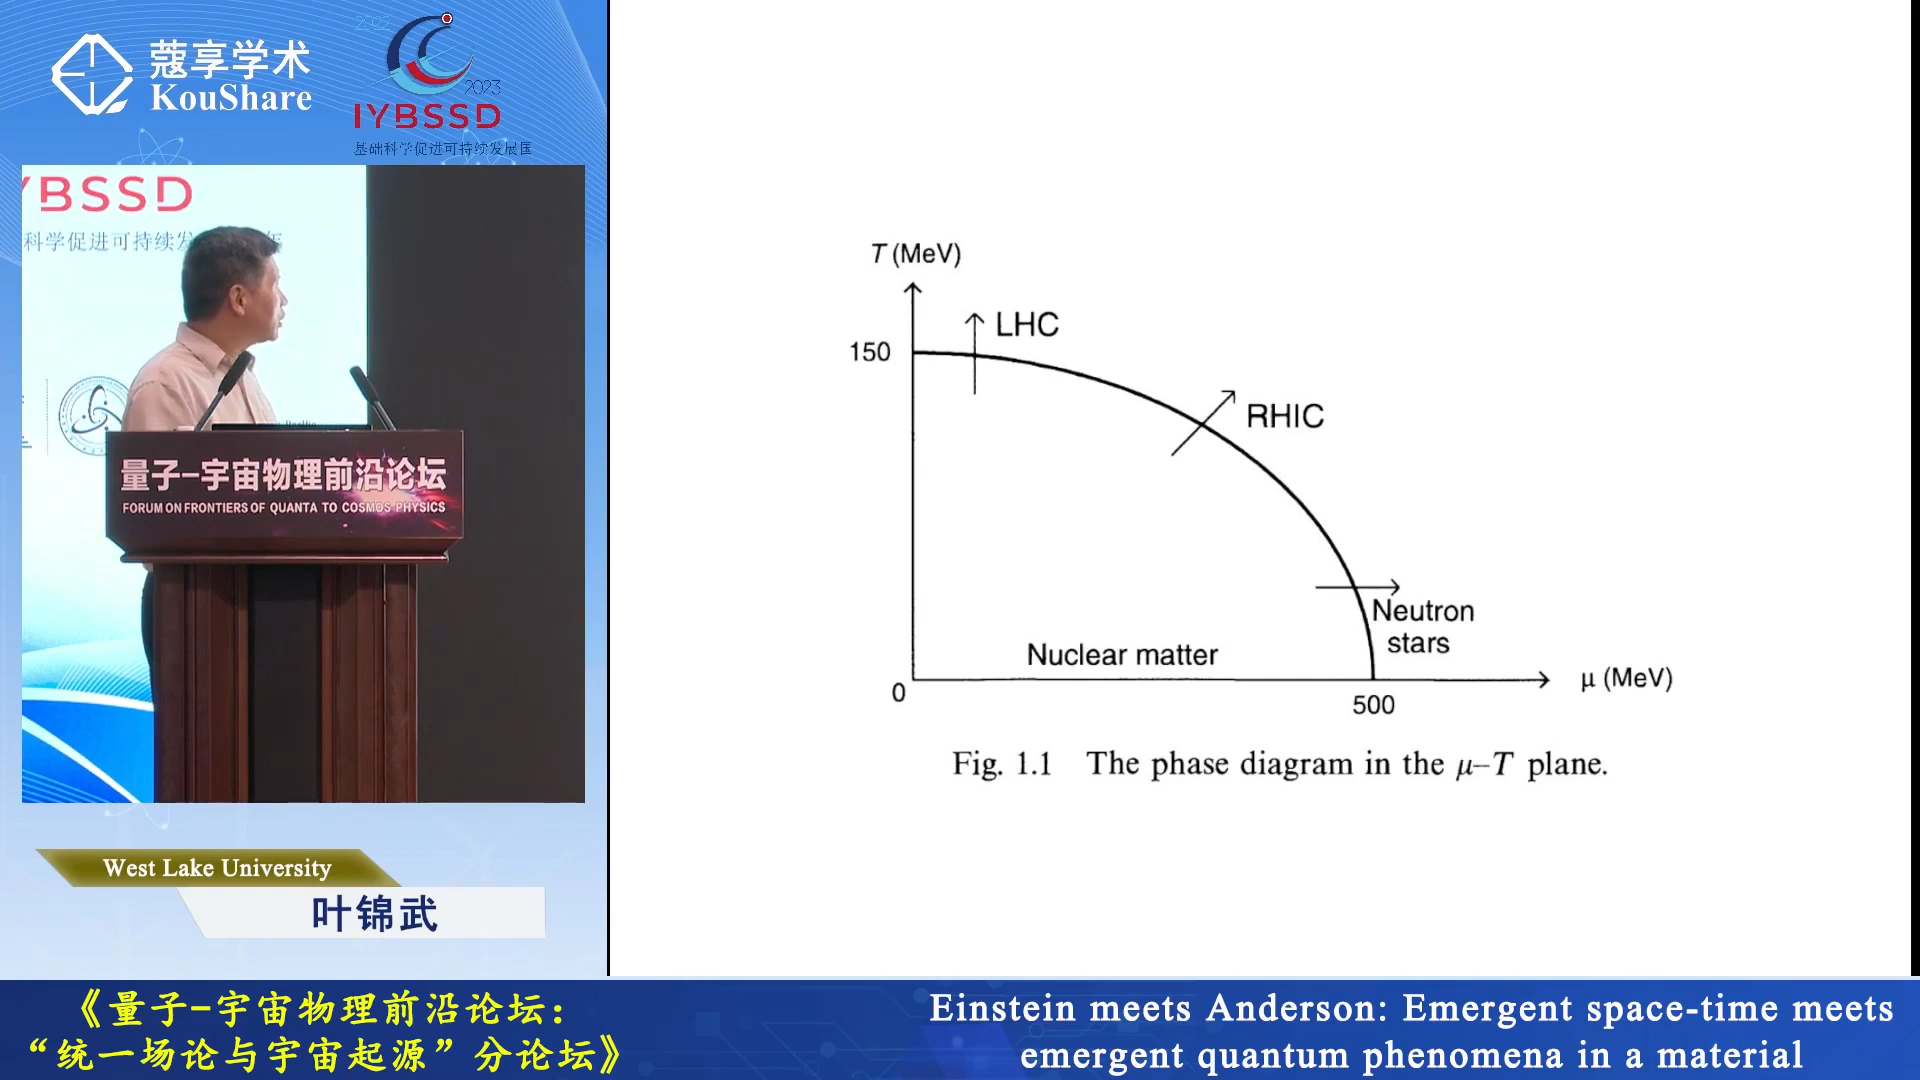 蔻享学术
KouShare
2022
2023
IYBSSD
基础科学促进可持续发展国
YBSSD
科学促进可持续发
量子-宇宙物理前沿论坛
FORUM ON FRONTIERS OF QUANTA TO COSMOS PHYSICS
West Lake University
叶锦武
T (MeV)
LHC
150
RHIC
Neutron
stars
Nuclear matter
μ (MeV)
0
500
Fig. 1.1 The phase diagram in the μ–T plane.
《量子-宇宙物理前沿论坛:
“统一场论与宇宙起源”分论坛》
Einstein meets Anderson: Emergent space-time meets
emergent quantum phenomena in a material